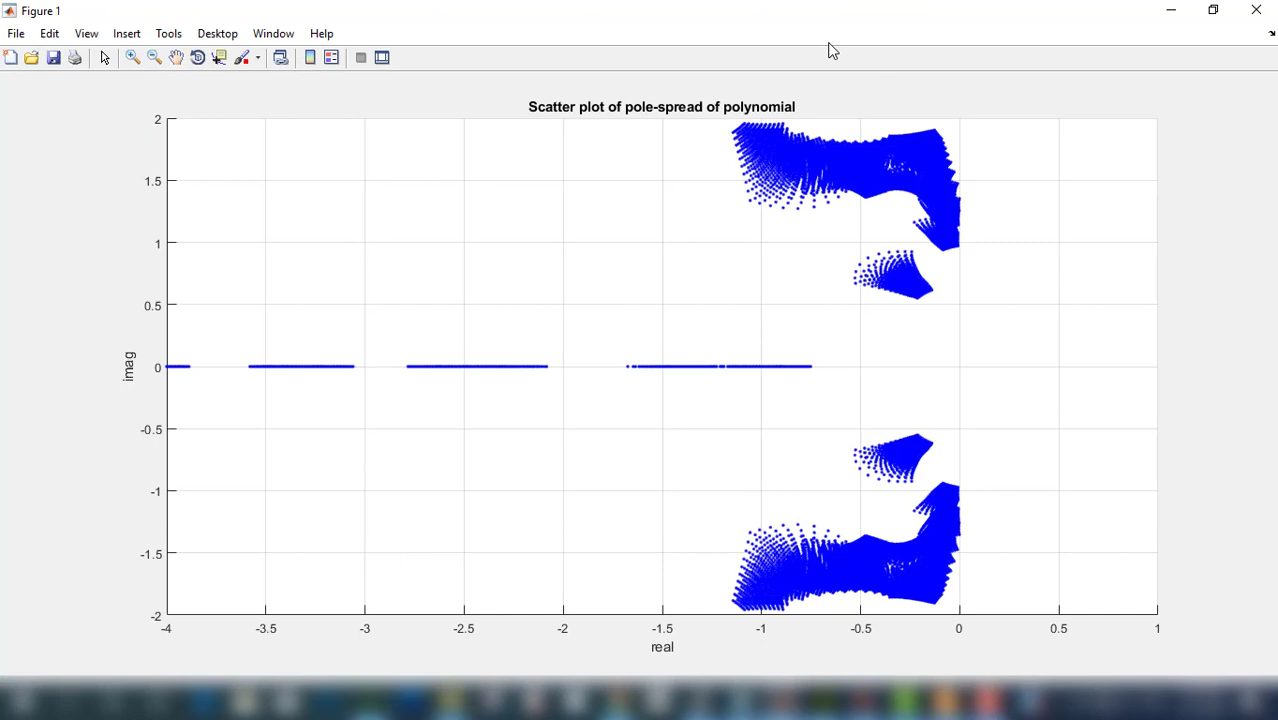 Figure 1
File Edit View Insert Tools Desktop Window Help
Scatter plot of pole-spread of polynomial
2
1.5
1
0.5
0
-0.5
-1
-1.5
-2
imag
-4 -3.5 -3 -2.5 -2 -1.5 -1 -0.5 0 0.5 1
real